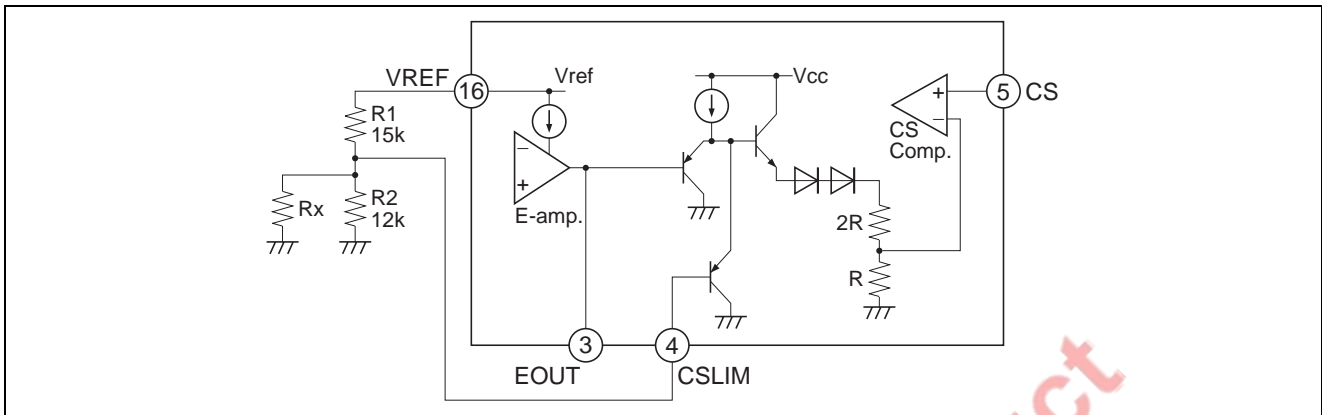 VREF
16
Vref
R1
15k
Rx
R2
12k
−
+
E-amp.
Vcc
+
−
CS
Comp.
5
CS
2R
R
3
EOUT
4
CSLIM
uct